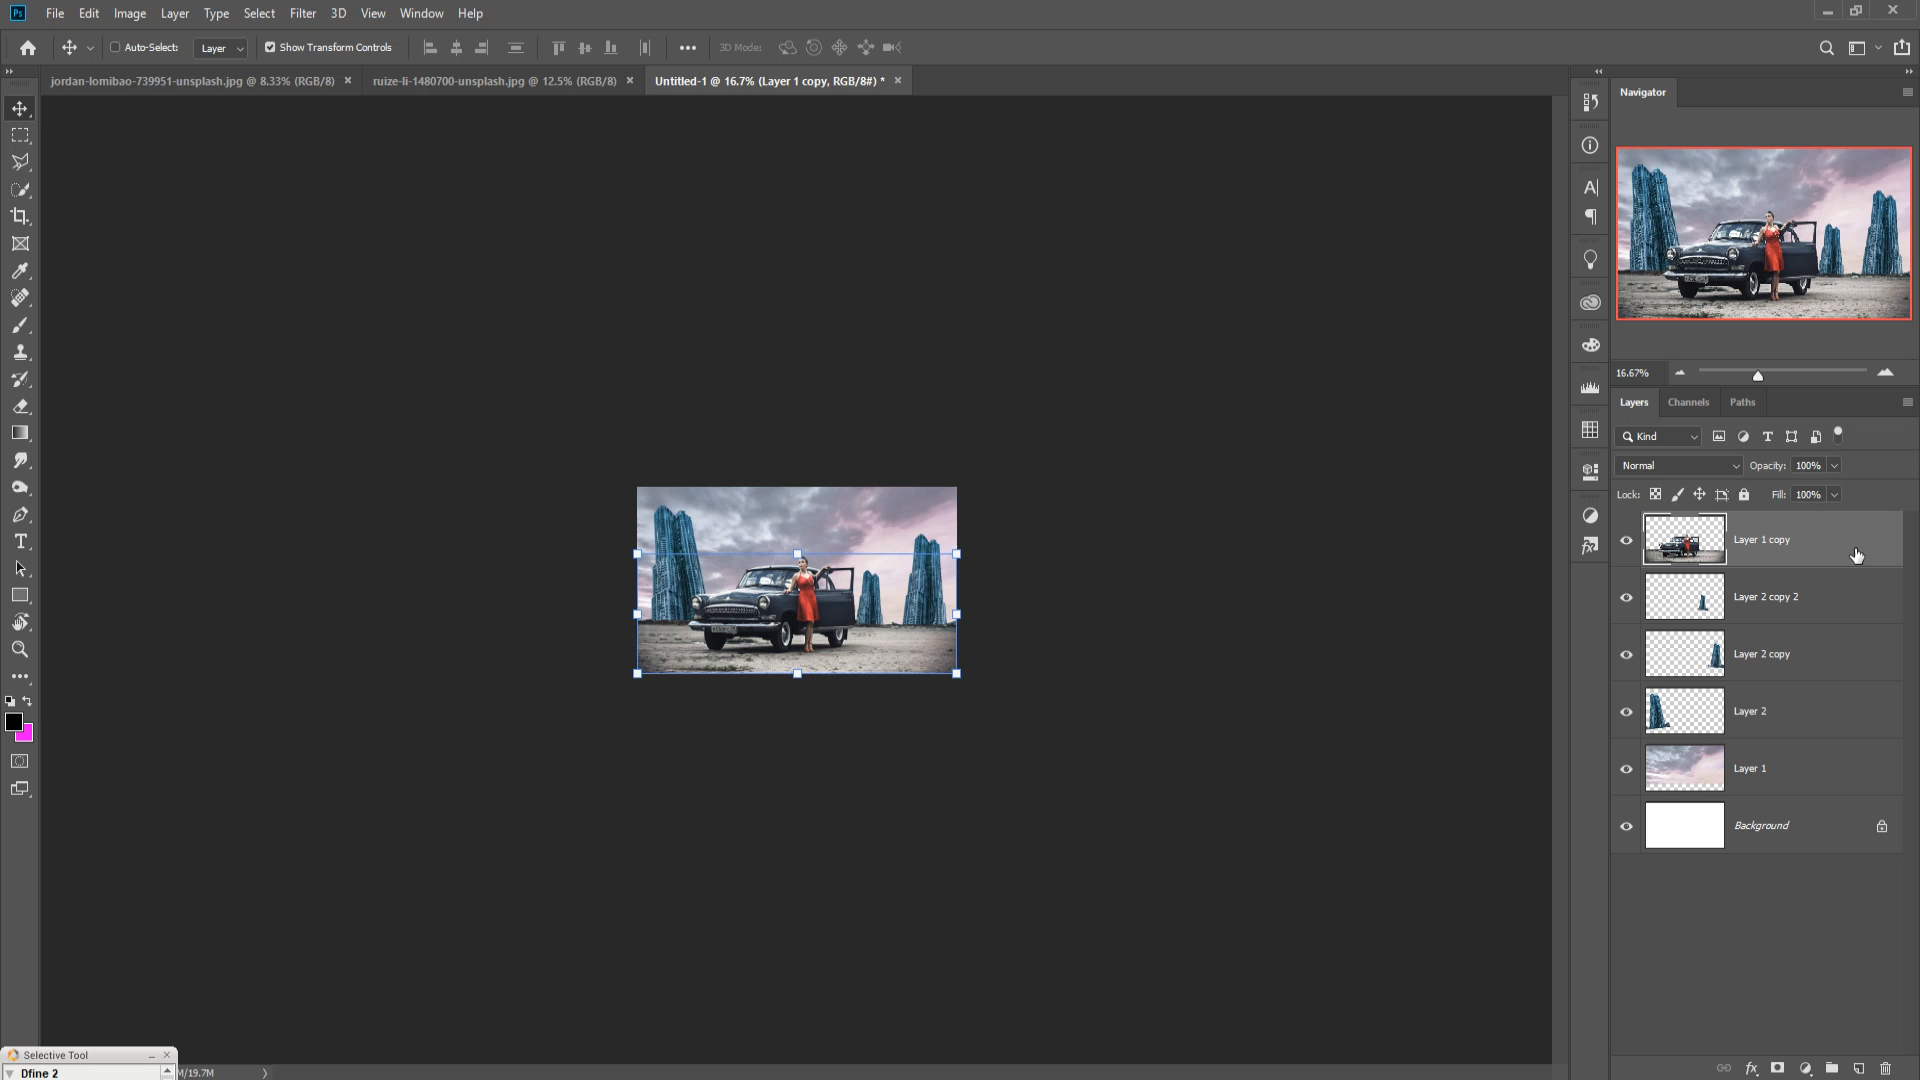 Ps File Edit Image Layer Type Select Filter 3D View Window Help
Auto-Select: Layer Show Transform Controls 3D Mode:
jordan-lomibao-739951-unsplash.jpg @ 8.33% (RGB/8) × ruize-li-1480700-unsplash.jpg @ 12.5% (RGB/8) × Untitled-1 @ 16.7% (Layer 1 copy, RGB/8#) * ×
Navigator
16.67%
Layers Channels Paths
Kind
Normal Opacity: 100%
Lock: Fill: 100%
Layer 1 copy
Layer 2 copy 2
Layer 2 copy
Layer 2
Layer 1
Background
Selective Tool
Dfine 2
M/19.7M